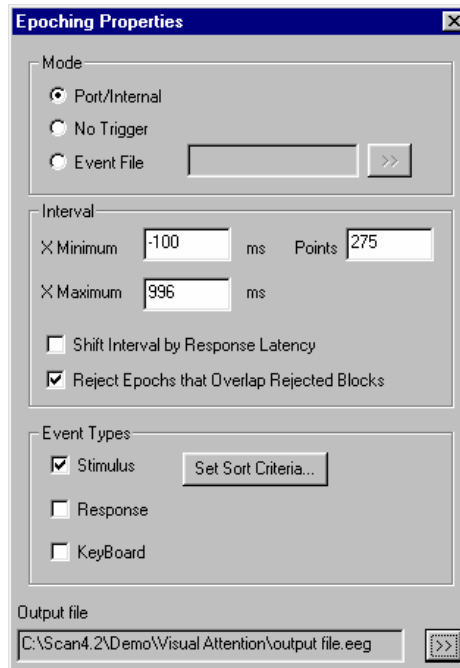 Epoching Properties
Mode
Port/Internal
No Trigger
Event File >>
Interval
X Minimum -100 ms Points 275
X Maximum 996 ms
Shift Interval by Response Latency
Reject Epochs that Overlap Rejected Blocks
Event Types
Stimulus Set Sort Criteria...
Response
KeyBoard
Output file
C:\Scan4.2\Demo\Visual Attention\output file.eeg >>